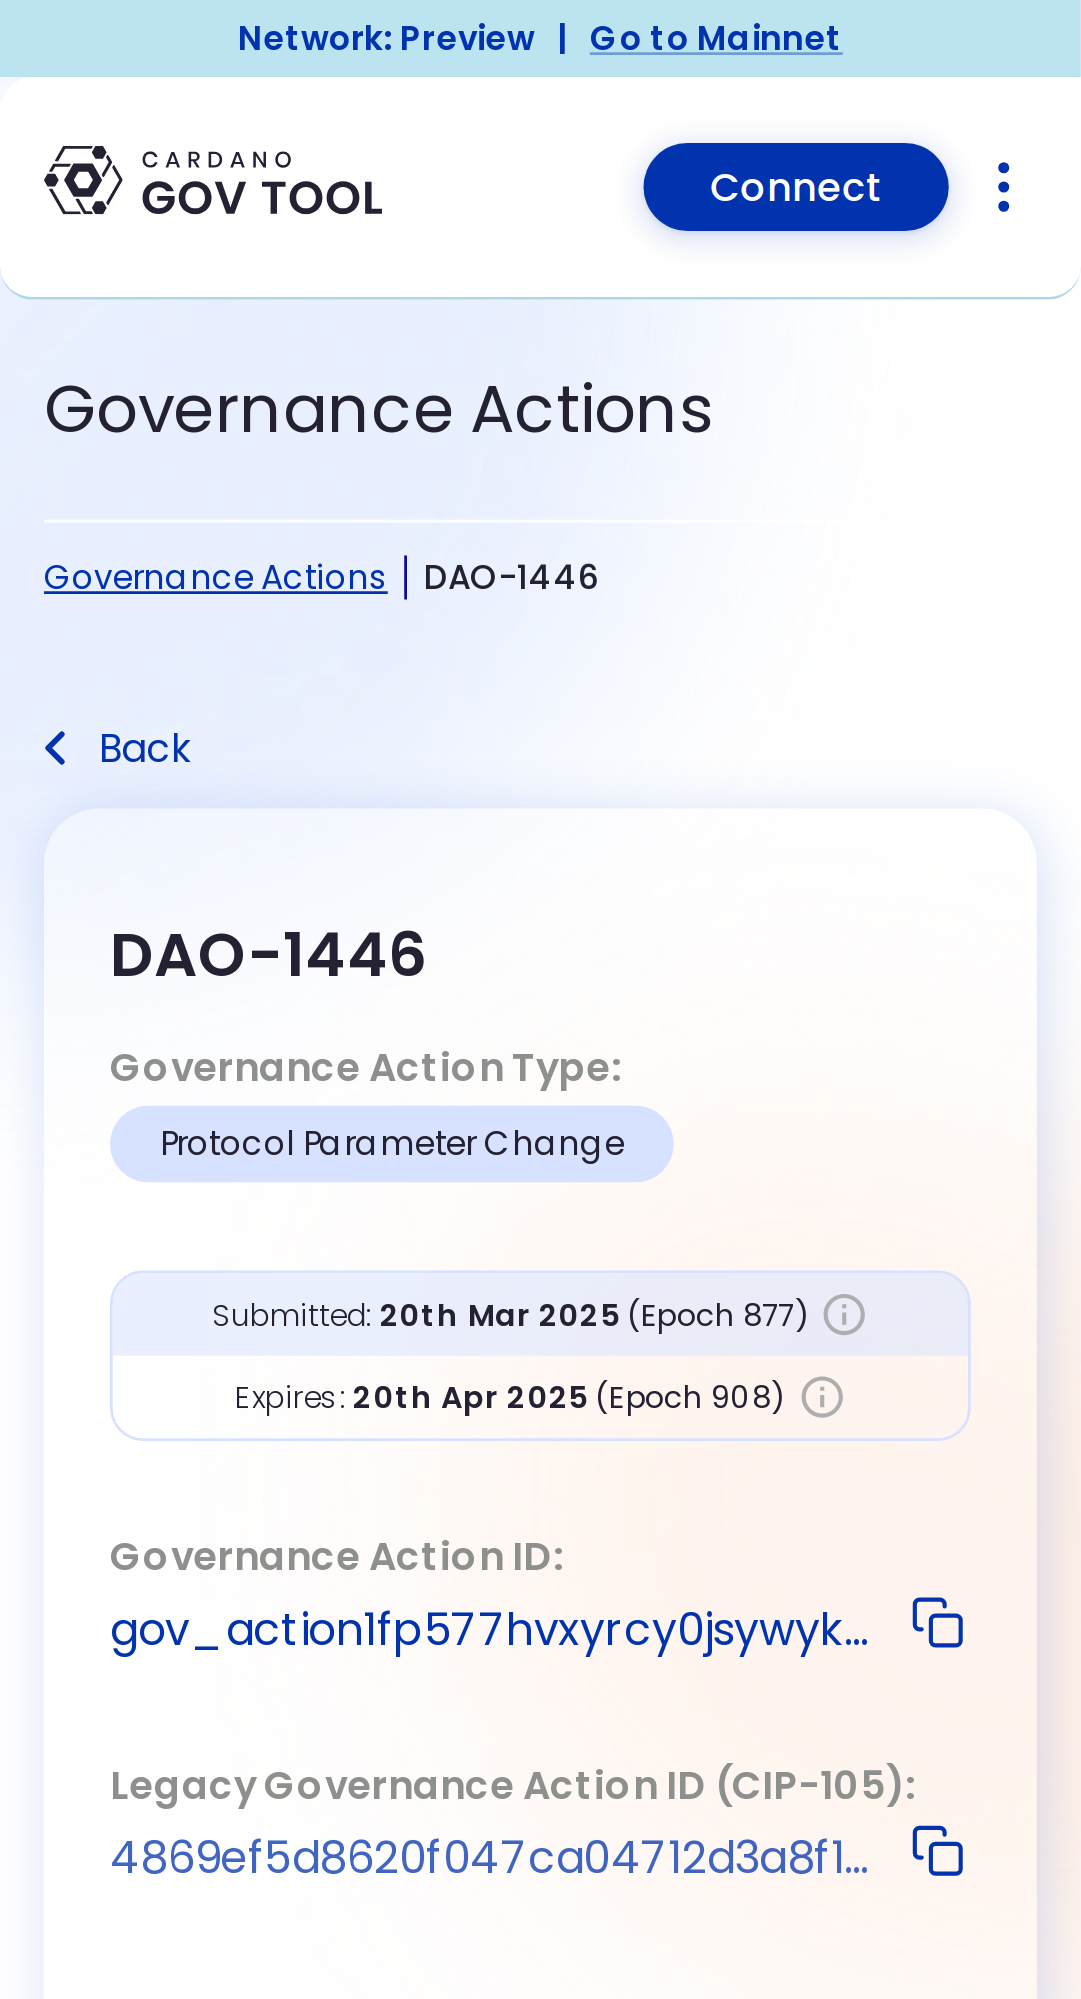 Network: Preview | Go to Mainnet
CARDANO
GOV TOOL
Connect
Governance Actions
Governance Actions | DAO-1446
Back
DAO-1446
Governance Action Type:
Protocol Parameter Change
Submitted: 20th Mar 2025 (Epoch 877)
Expires: 20th Apr 2025 (Epoch 908)
Governance Action ID:
gov_action1fp577hvxyrcy0jsywyk...
Legacy Governance Action ID (CIP-105):
4869ef5d8620f047ca04712d3a8f1...